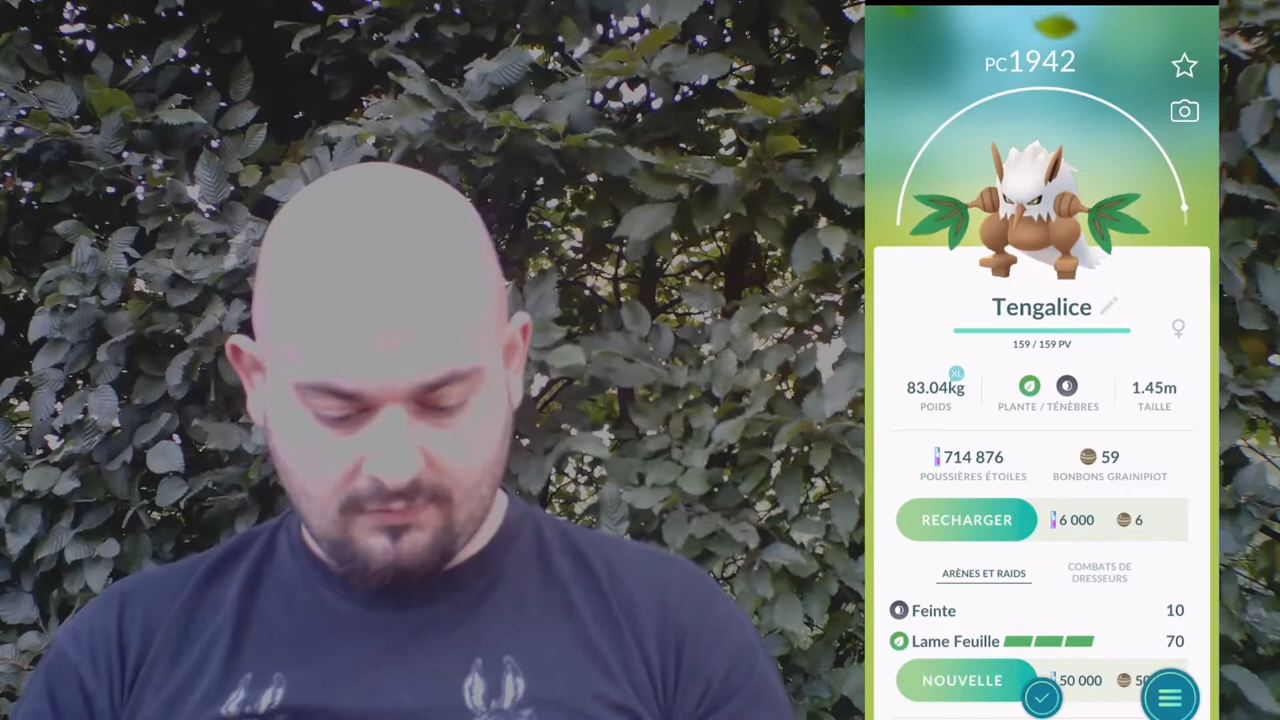 PC1942
Tengalice
159 / 159 PV
XL
83.04kg 1.45m
POIDS PLANTE / TÉNÈBRES TAILLE
714 876 59
POUSSIÈRES ÉTOILES BONBONS GRAINIPIOT
RECHARGER 6 000 6
ARÈNES ET RAIDS COMBATS DE
DRESSEURS
Feinte 10
Lame Feuille 70
NOUVELLE 50 000